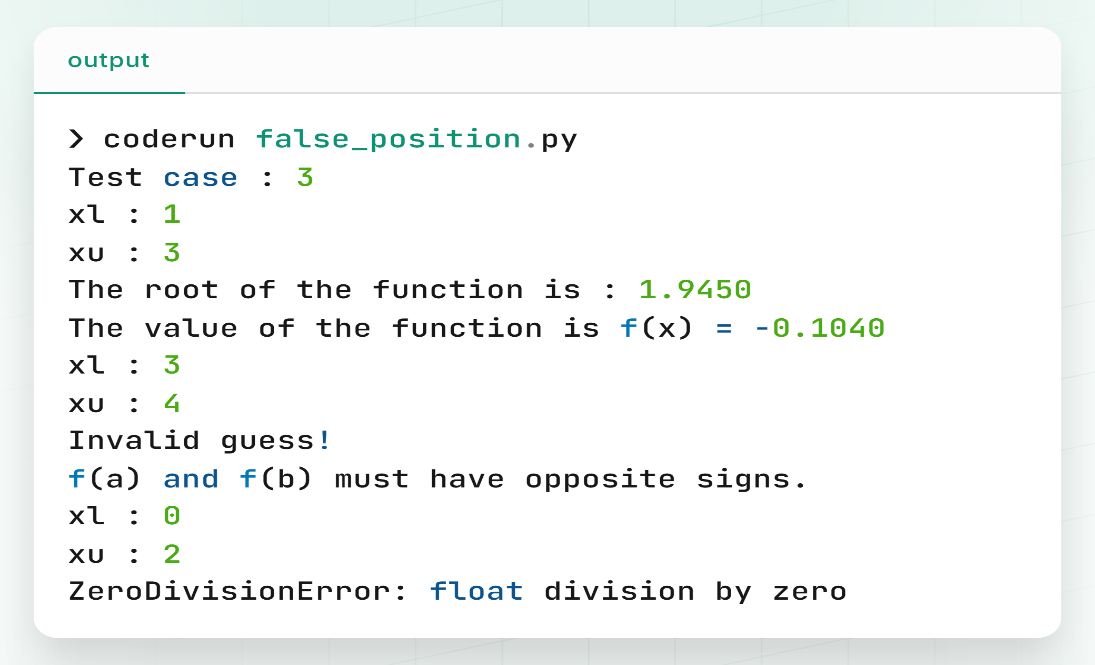 output
❯ coderun false_position.py
Test case : 3
xl : 1
xu : 3
The root of the function is : 1.9450
The value of the function is f(x) = -0.1040
xl : 3
xu : 4
Invalid guess!
f(a) and f(b) must have opposite signs.
xl : 0
xu : 2
ZeroDivisionError: float division by zero